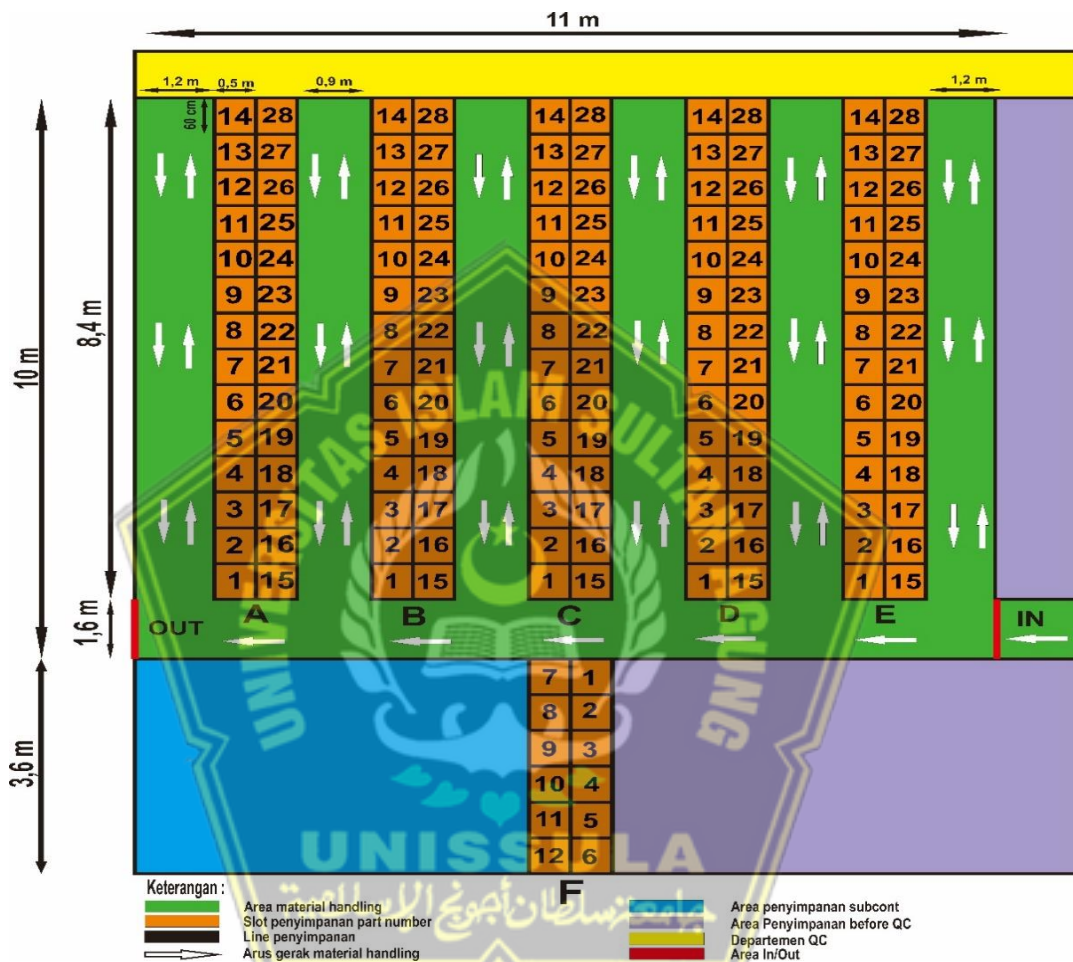 11 m
1,2 m 0,5 m 0,9 m 1,2 m
60 cm
10 m
8,4 m
1,6 m
3,6 m
14 28 14 28 14 28 14 28 14 28
13 27 13 27 13 27 13 27 13 27
12 26 12 26 12 26 12 26 12 26
11 25 11 25 11 25 11 25 11 25
10 24 10 24 10 24 10 24 10 24
9 23 9 23 9 23 9 23 9 23
8 22 8 22 8 22 8 22 8 22
7 21 7 21 7 21 7 21 7 21
6 20 6 20 6 20 6 20 6 20
5 19 5 19 5 19 5 19 5 19
4 18 4 18 4 18 4 18 4 18
3 17 3 17 3 17 3 17 3 17
2 16 2 16 2 16 2 16 2 16
1 15 1 15 1 15 1 15 1 15
A B C D E
OUT IN
7 1
8 2
9 3
10 4
11 5
12 6
F
UNIVERSITAS ISLAM SULTAN AGUNG
UNISSULA
جامعة سلطان أجونج الإسلامية
Keterangan :
Area material handling
Slot penyimpanan part number
Line penyimpanan
Arus gerak material handling
Area penyimpanan subcont
Area Penyimpanan before QC
Departemen QC
Area In/Out